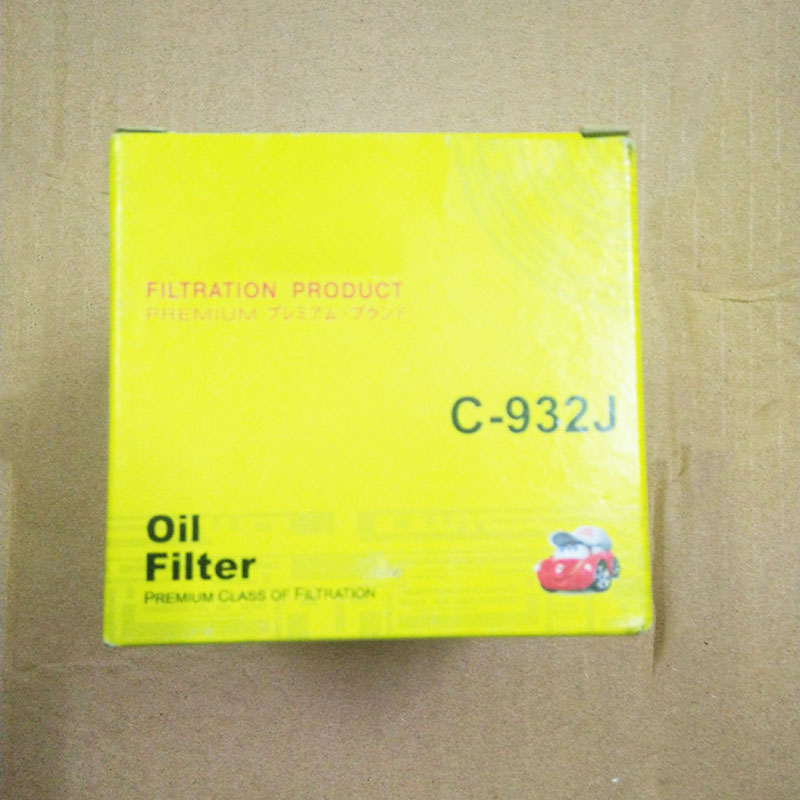 FILTRATION PRODUCT
PREMIUM プレミアム・ブランド
C-932J
Oil
Filter
PREMIUM CLASS OF FILTRATION